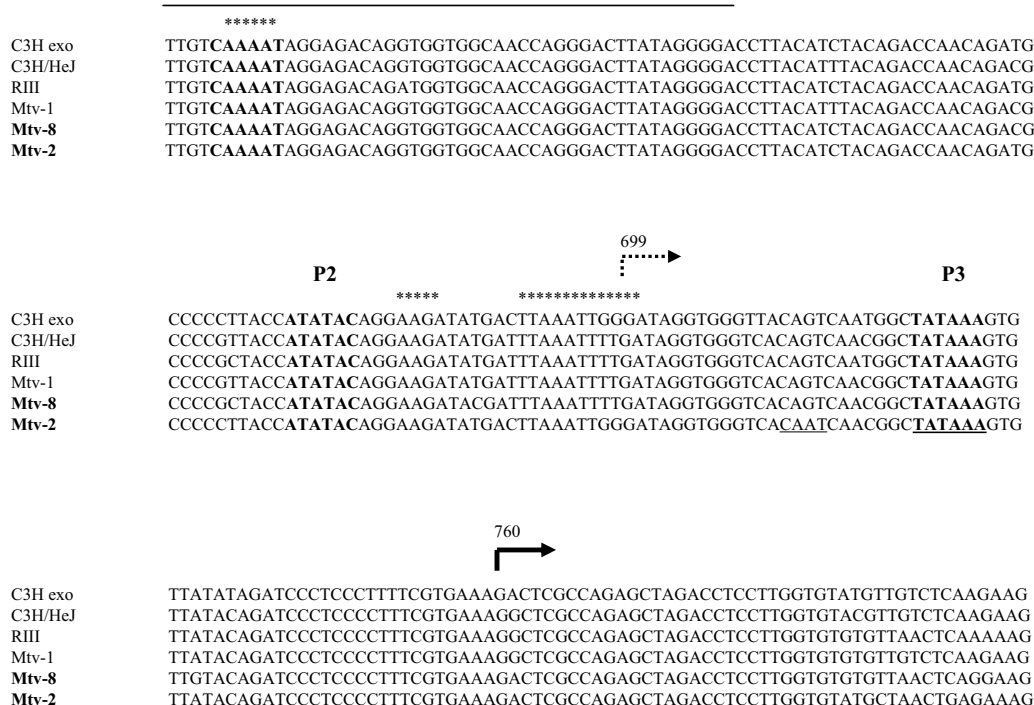 ******
C3H exo TTGTCAAAATAGGAGACAGGTGGTGGCAACCAGGGACTTATAGGGGACCTTACATCTACAGACCAACAGATG
C3H/HeJ TTGTCAAAATAGGAGACAGGTGGTGGCAACCAGGGACTTATAGGGGACCTTACATTTACAGACCAACAGACG
RIII TTGTCAAAATAGGAGACAGATGGTGGCAACCAGGGACTTATAGGGGACCTTACATCTACAGACCAACAGATG
Mtv-1 TTGTCAAAATAGGAGACAGGTGGTGGCAACCAGGGACTTATAGGGGACCTTACATTTACAGACCAACAGACG
Mtv-8 TTGTCAAAATAGGAGACAGGTGGTGGCAACCAGGGACTTATAGGGGACCTTACATCTACAGACCAACAGACG
Mtv-2 TTGTCAAAATAGGAGACAGGTGGTGGCAACCAGGGACTTATAGGGGACCTTACATCTACAGACCAACAGATG
699
P2 P3
***** **************
C3H exo CCCCCTTACCATATACAGGAAGATATGACTTAAATTGGGATAGGTGGGTTACAGTCAATGGCTATAAAGTG
C3H/HeJ CCCCGTTACCATATACAGGAAGATATGATTTAAATTTTGATAGGTGGGTCACAGTCAACGGCTATAAAGTG
RIII CCCCGCTACCATATACAGGAAGATATGATTTAAATTTTGATAGGTGGGTCACAGTCAATGGCTATAAAGTG
Mtv-1 CCCCGTTACCATATACAGGAAGATATGATTTAAATTTTGATAGGTGGGTCACAGTCAACGGCTATAAAGTG
Mtv-8 CCCCGCTACCATATACAGGAAGATACGATTTAAATTTTGATAGGTGGGTCACAGTCAACGGCTATAAAGTG
Mtv-2 CCCCCTTACCATATACAGGAAGATATGACTTAAATTGGGATAGGTGGGTCACAATCAACGGCTATAAAGTG
760
C3H exo TTATATAGATCCCTCCCTTTTCGTGAAAGACTCGCCAGAGCTAGACCTCCTTGGTGTATGTTGTCTCAAGAAG
C3H/HeJ TTATACAGATCCCTCCCCTTTCGTGAAAGGCTCGCCAGAGCTAGACCTCCTTGGTGTACGTTGTCTCAAGAAG
RIII TTATACAGATCCCTCCCCTTTCGTGAAAGGCTCGCCAGAGCTAGACCTCCTTGGTGTGTGTTAACTCAAAAAG
Mtv-1 TTATACAGATCCCTCCCCTTTCGTGAAAGGCTCGCCAGAGCTAGACCTCCTTGGTGTGTGTTGTCTCAAGAAG
Mtv-8 TTGTACAGATCCCTCCCCTTTCGTGAAAGACTCGCCAGAGCTAGACCTCCTTGGTGTGTGTTAACTCAGGAAG
Mtv-2 TTATACAGATCCCTCCCCTTTCGTGAAAGACTCGCCAGAGCTAGACCTCCTTGGTGTATGCTAACTGAGAAAG